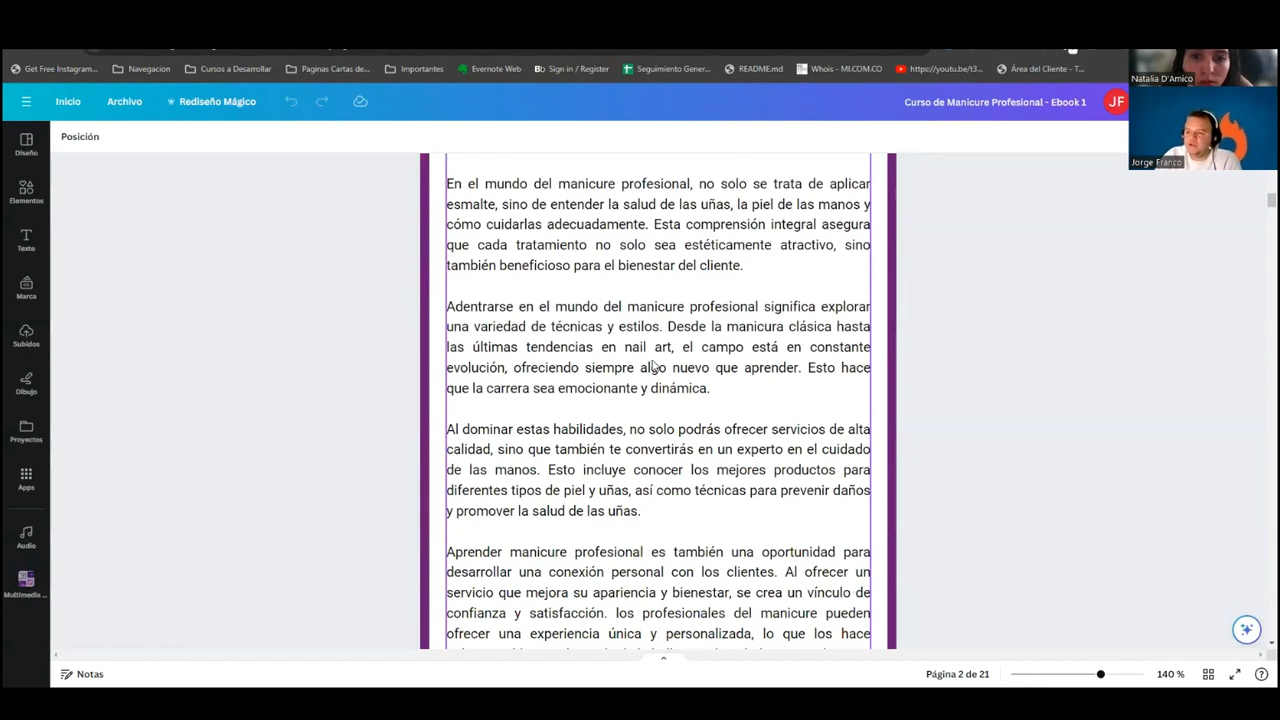 Get Free Instagram...
Navegacion
Cursos a Desarrollar
Paginas Cartas de...
Importantes
Evernote Web
Bo Sign in / Register
Seguimiento Gener...
README.md
Whois - MI.COM.CO
https://youtu.be/t3...
Área del Cliente - T...
Natalia D'Amico
Inicio
Archivo
Rediseño Mágico
Curso de Manicure Profesional - Ebook 1
JF
Jorge Franco
Posición
Diseño
Elementos
Texto
Marca
Subidos
Dibujo
Proyectos
Apps
Audio
Multimedia ...
En el mundo del manicure profesional, no solo se trata de aplicar
esmalte, sino de entender la salud de las uñas, la piel de las manos y
cómo cuidarlas adecuadamente. Esta comprensión integral asegura
que cada tratamiento no solo sea estéticamente atractivo, sino
también beneficioso para el bienestar del cliente.
Adentrarse en el mundo del manicure profesional significa explorar
una variedad de técnicas y estilos. Desde la manicura clásica hasta
las últimas tendencias en nail art, el campo está en constante
evolución, ofreciendo siempre algo nuevo que aprender. Esto hace
que la carrera sea emocionante y dinámica.
Al dominar estas habilidades, no solo podrás ofrecer servicios de alta
calidad, sino que también te convertirás en un experto en el cuidado
de las manos. Esto incluye conocer los mejores productos para
diferentes tipos de piel y uñas, así como técnicas para prevenir daños
y promover la salud de las uñas.
Aprender manicure profesional es también una oportunidad para
desarrollar una conexión personal con los clientes. Al ofrecer un
servicio que mejora su apariencia y bienestar, se crea un vínculo de
confianza y satisfacción. los profesionales del manicure pueden
ofrecer una experiencia única y personalizada, lo que los hace
Notas
Página 2 de 21
140 %